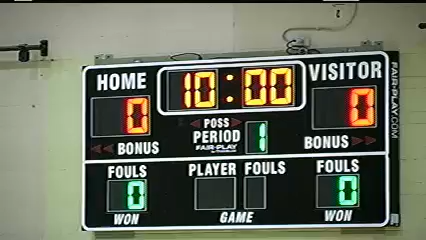 HOME 10:00 VISITOR
0 0
POSS
PERIOD 1
BONUS FAIR-PLAY BONUS
FOULS PLAYER FOULS FOULS
0 0
WON GAME WON
FAIR-PLAY.COM